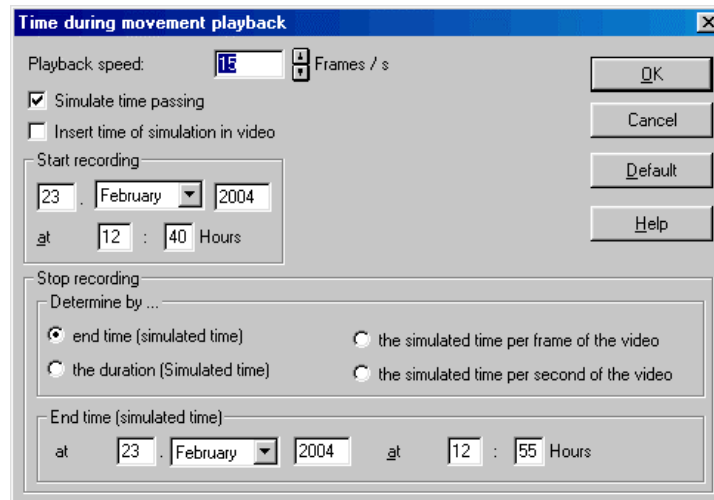 Time during movement playback
Playback speed: 15 Frames / s
OK
Simulate time passing
Cancel
Insert time of simulation in video
Start recording
Default
23 . February 2004
at 12 : 40 Hours
Help
Stop recording
Determine by ...
end time (simulated time)
the simulated time per frame of the video
the duration (Simulated time)
the simulated time per second of the video
End time (simulated time)
at 23 . February 2004 at 12 : 55 Hours